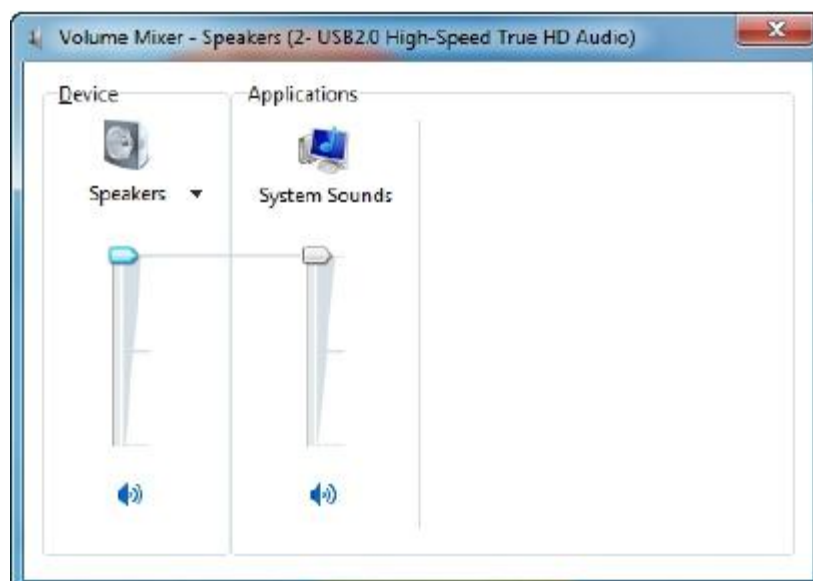 Volume Mixer - Speakers (2- USB2.0 High-Speed True HD Audio)
Device
Applications
Speakers
System Sounds